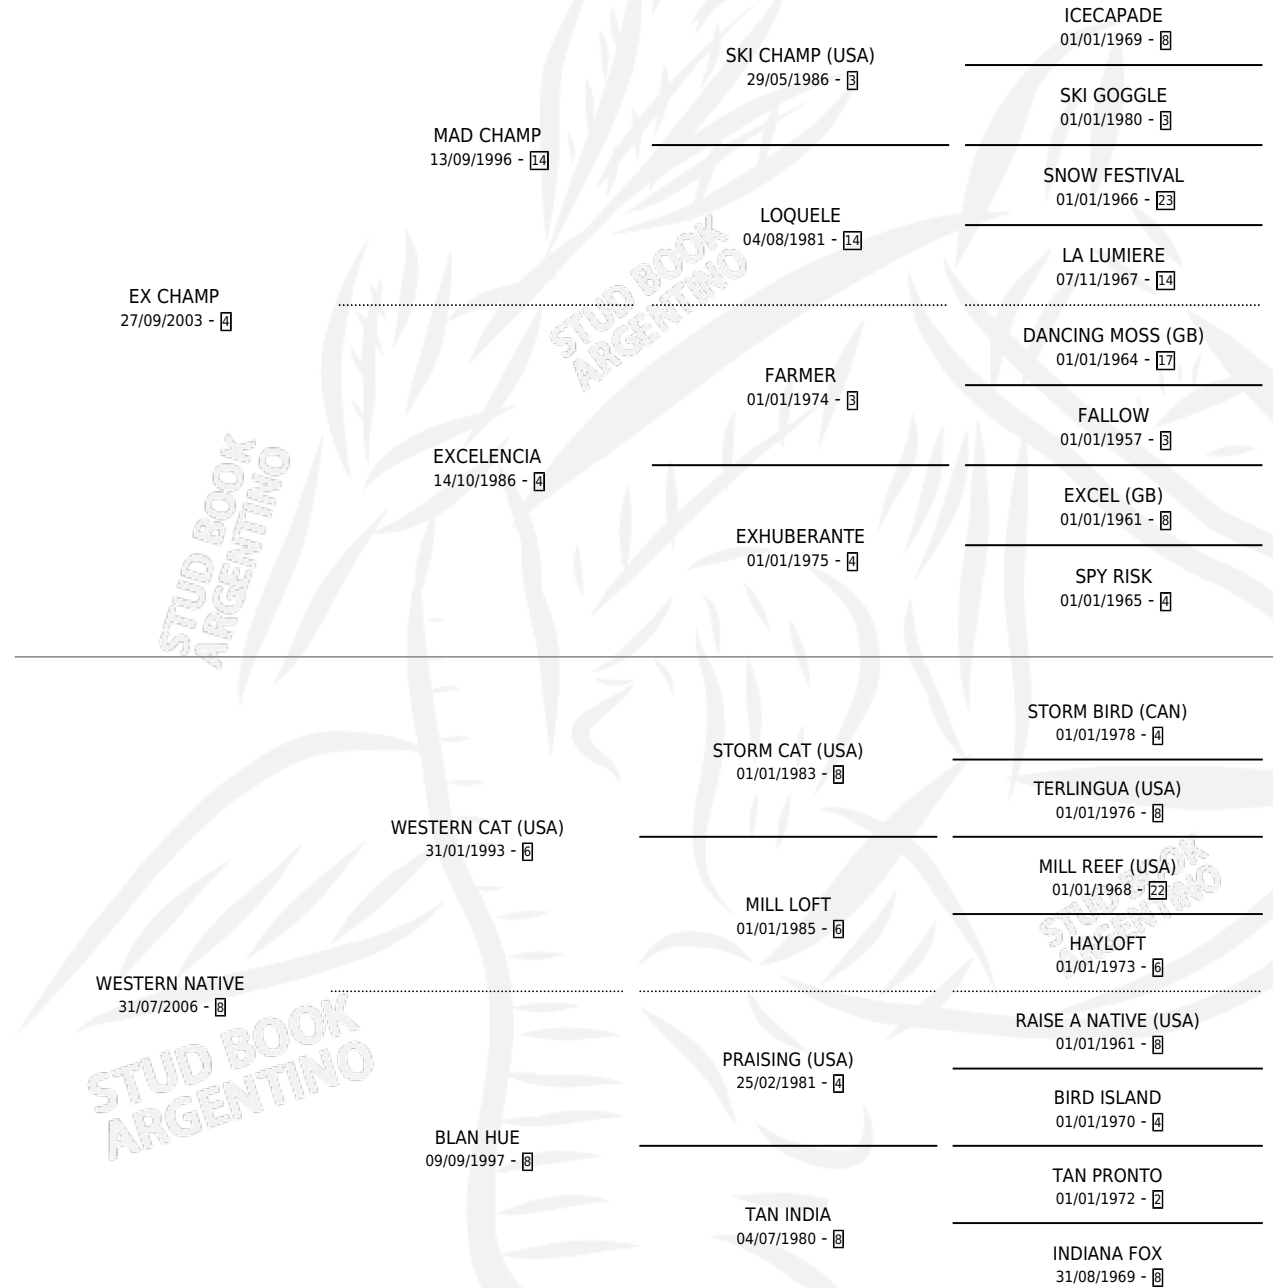 ICECAPADE
01/01/1969 - 8
SKI CHAMP (USA)
29/05/1986 - 3
SKI GOGGLE
01/01/1980 - 3
MAD CHAMP
13/09/1996 - 14
SNOW FESTIVAL
01/01/1966 - 23
LOQUELE
04/08/1981 - 14
LA LUMIERE
07/11/1967 - 14
EX CHAMP
27/09/2003 - 4
DANCING MOSS (GB)
01/01/1964 - 17
FARMER
01/01/1974 - 3
FALLOW
01/01/1957 - 3
EXCELENCIA
14/10/1986 - 4
EXCEL (GB)
01/01/1961 - 8
EXHUBERANTE
01/01/1975 - 4
SPY RISK
01/01/1965 - 4
STUD BOOK
ARGENTINO
STUD BOOK
ARGENTINO
STORM BIRD (CAN)
01/01/1978 - 4
STORM CAT (USA)
01/01/1983 - 8
TERLINGUA (USA)
01/01/1976 - 8
WESTERN CAT (USA)
31/01/1993 - 6
MILL REEF (USA)
01/01/1968 - 22
MILL LOFT
01/01/1985 - 6
HAYLOFT
01/01/1973 - 6
WESTERN NATIVE
31/07/2006 - 8
RAISE A NATIVE (USA)
01/01/1961 - 8
PRAISING (USA)
25/02/1981 - 4
BIRD ISLAND
01/01/1970 - 4
BLAN HUE
09/09/1997 - 8
TAN PRONTO
01/01/1972 - 2
TAN INDIA
04/07/1980 - 8
INDIANA FOX
31/08/1969 - 8
STUD BOOK
ARGENTINO
STUD BOOK
ARGENTINO